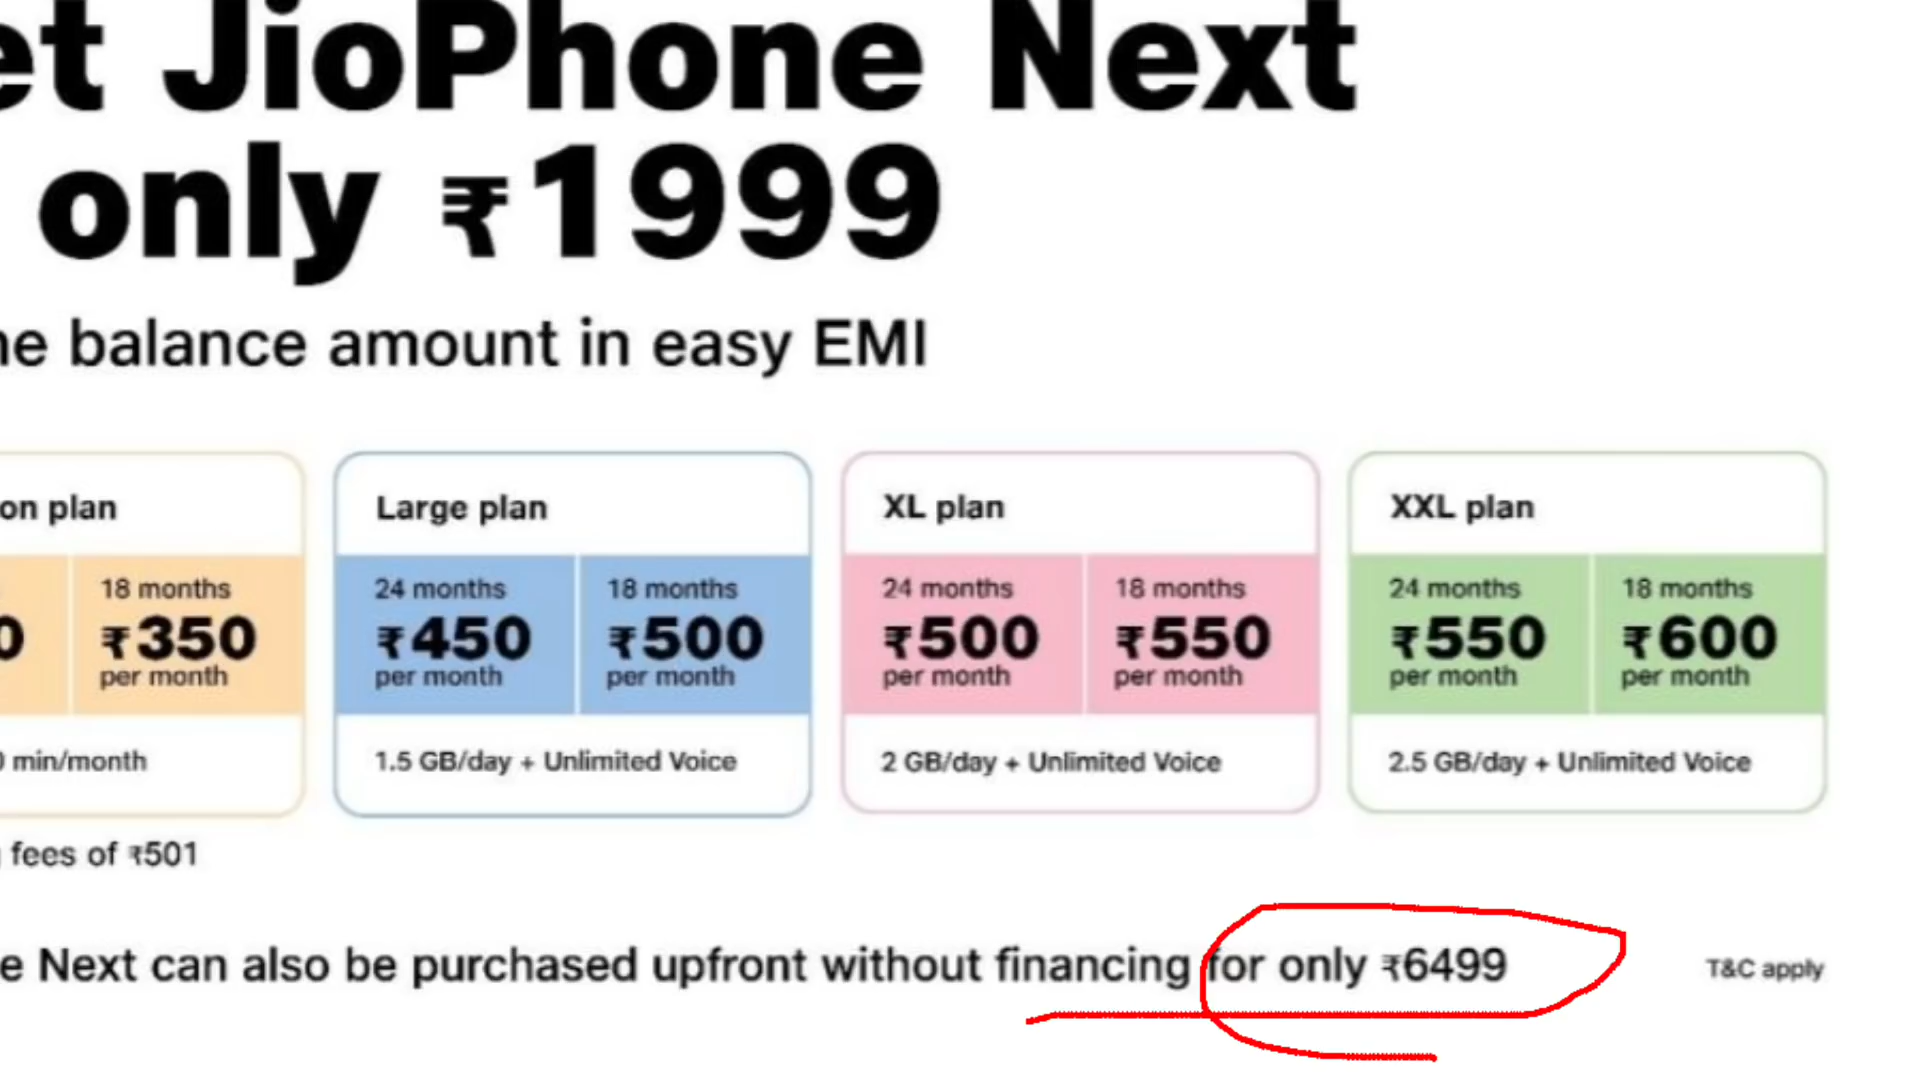 et JioPhone Next
only ₹1999
he balance amount in easy EMI
on plan
18 months
₹350
per month
0 min/month
Large plan
24 months 18 months
₹450 ₹500
per month per month
1.5 GB/day + Unlimited Voice
XL plan
24 months 18 months
₹500 ₹550
per month per month
2 GB/day + Unlimited Voice
XXL plan
24 months 18 months
₹550 ₹600
per month per month
2.5 GB/day + Unlimited Voice
fees of ₹501
e Next can also be purchased upfront without financing for only ₹6499
T&C apply